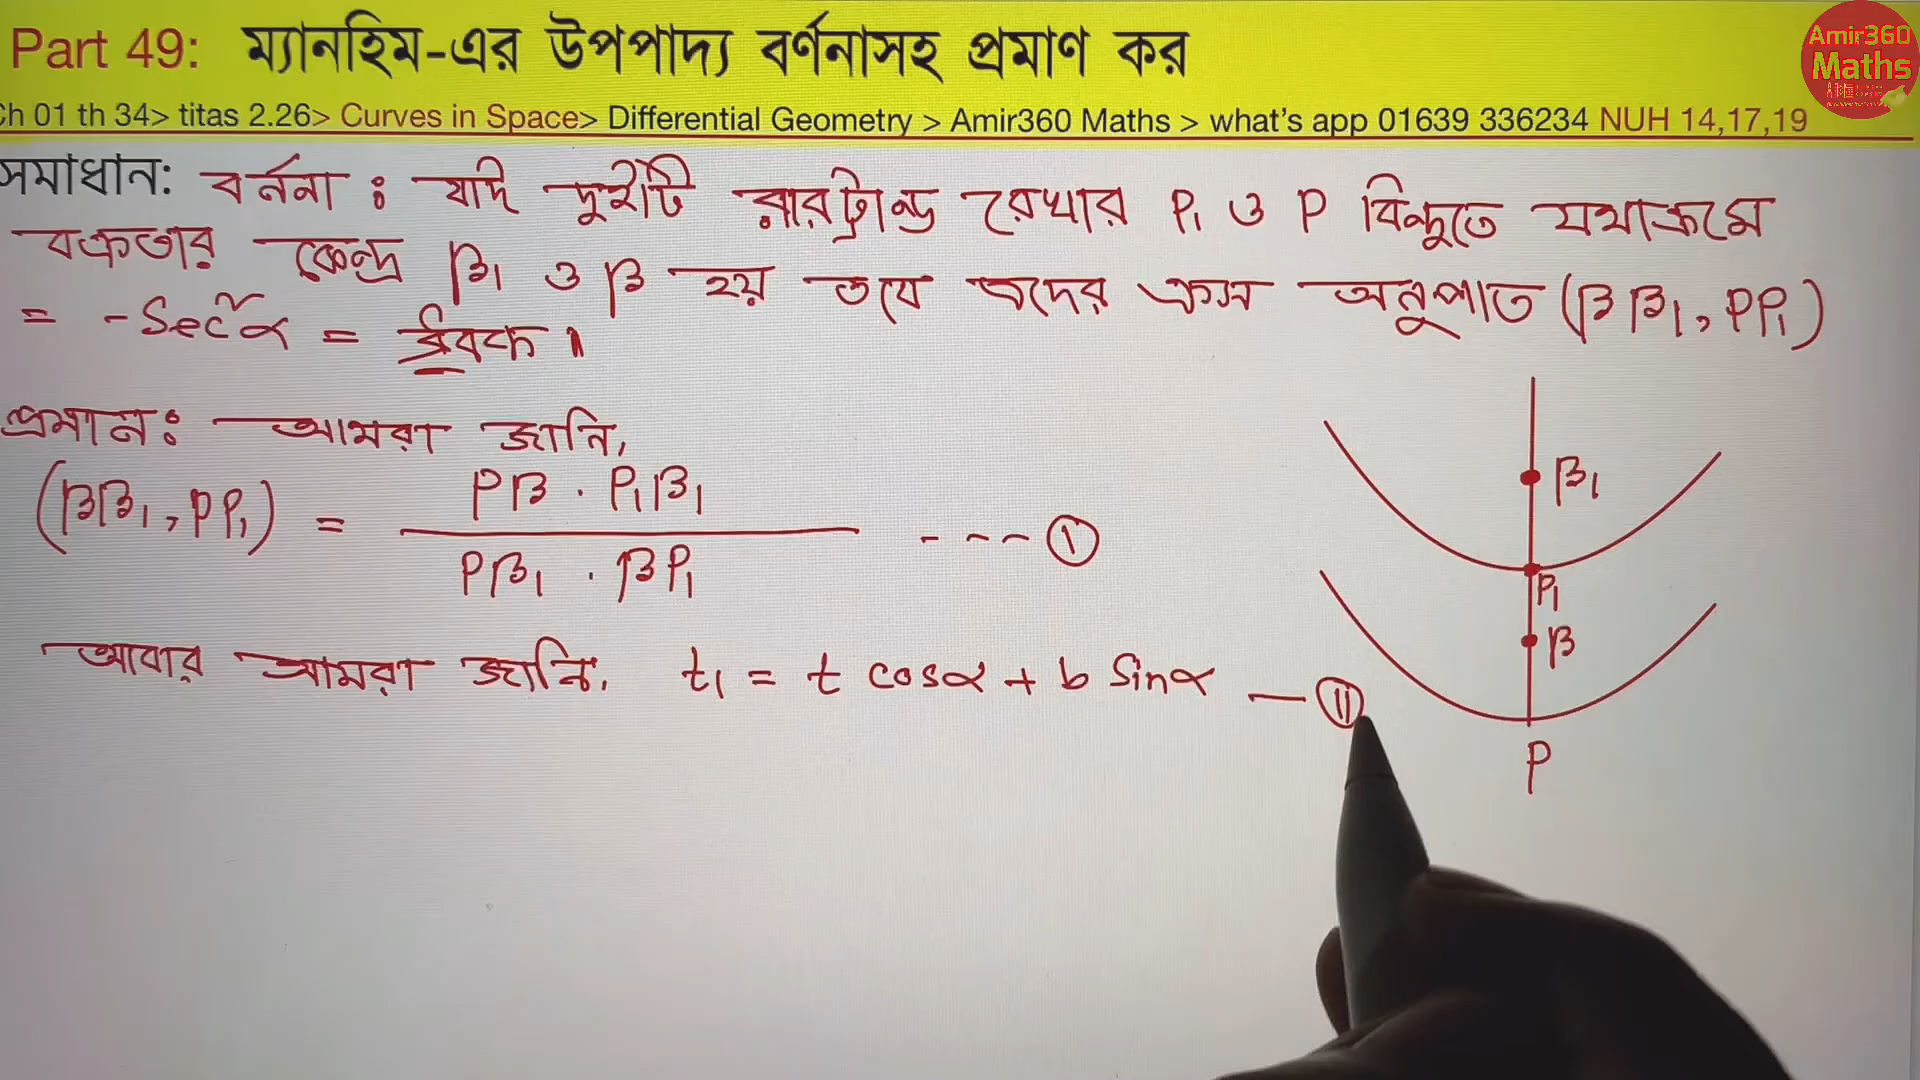 Part 49: ম্যানহিম-এর উপপাদ্য বর্ণনাসহ প্রমাণ কর
Amir360
Maths
Ch 01 th 34> titas 2.26> Curves in Space> Differential Geometry > Amir360 Maths > what's app 01639 336234 NUH 14,17,19
সমাধান: বর্ননা : যদি দুইটি বারট্রান্ড রেখার P₁ ও P বিন্দুতে যথাক্রমে
বক্রতার কেন্দ্র β₁ ও β হয় তবে তাদের ক্রস অনুপাত (ββ₁, PP₁)
= -Sec²α = ধ্রুবক।
প্রমান: আমরা জানি,
(ββ₁, PP₁) = Pβ . P₁β₁ / Pβ₁ . βP₁ ---- (I)
আবার আমরা জানি, t₁ = t cosα + b sinα — (II)
β₁
P₁
β
P